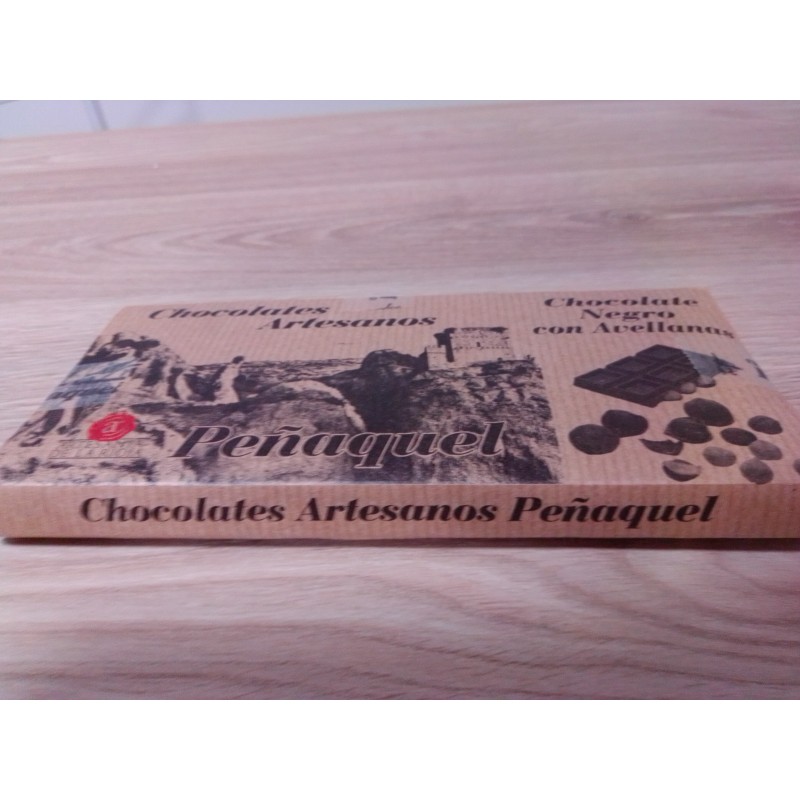 Chocolates
Artesanos
Chocolate
Negro
con Avellanas
Peñaquel
Chocolates Artesanos Peñaquel